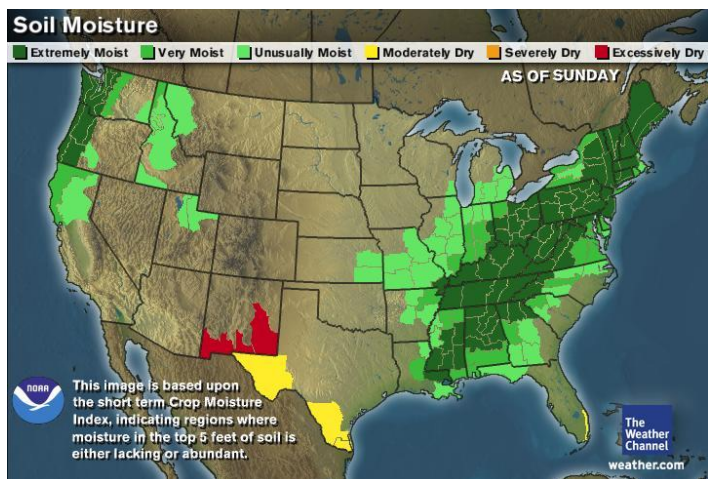 Soil Moisture
Extremely Moist Very Moist Unusually Moist Moderately Dry Severely Dry Excessively Dry
AS OF SUNDAY
NOAA
This image is based upon
the short term Crop Moisture
Index, indicating regions where
moisture in the top 5 feet of soil is
either lacking or abundant.
The
Weather
Channel
weather.com